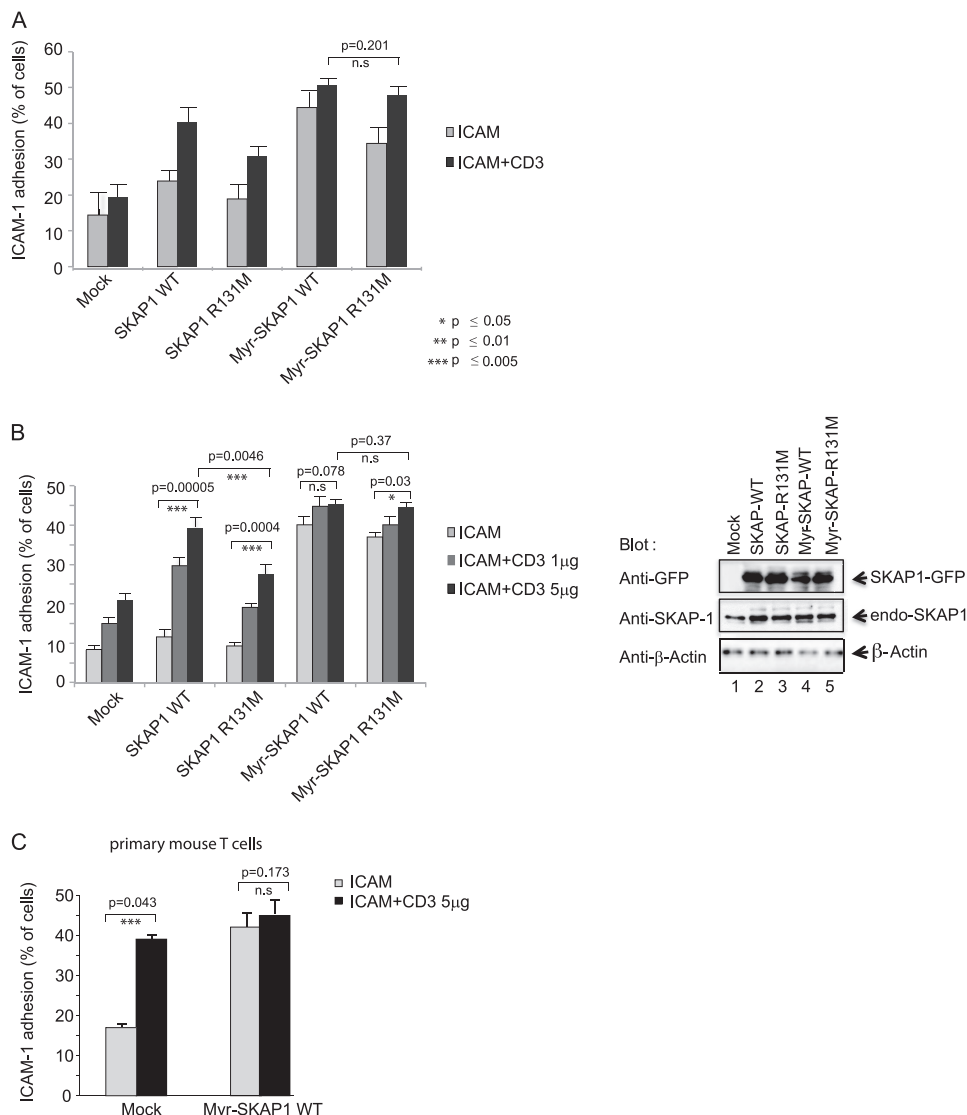 A
ICAM-1 adhesion (% of cells)
60
50
40
30
20
10
0
p=0.201
n.s
ICAM
ICAM+CD3
Mock
SKAP1 WT
SKAP1 R131M
Myr-SKAP1 WT
Myr-SKAP1 R131M
* p ≤ 0.05
** p ≤ 0.01
*** p ≤ 0.005
B
ICAM-1 adhesion (% of cells)
50
40
30
20
10
0
p=0.0046
***
p=0.00005
***
p=0.0004
***
p=0.37
n.s
p=0.078
n.s
p=0.03
*
ICAM
ICAM+CD3 1μg
ICAM+CD3 5μg
Mock
SKAP1 WT
SKAP1 R131M
Myr-SKAP1 WT
Myr-SKAP1 R131M
Mock
SKAP-WT
SKAP-R131M
Myr-SKAP-WT
Myr-SKAP-R131M
Blot :
Anti-GFP
SKAP1-GFP
Anti-SKAP-1
endo-SKAP1
Anti-β-Actin
β-Actin
1 2 3 4 5
C
primary mouse T cells
ICAM-1 adhesion (% of cells)
50
40
30
20
10
0
p=0.043
***
p=0.173
n.s
ICAM
ICAM+CD3 5μg
Mock
Myr-SKAP1 WT